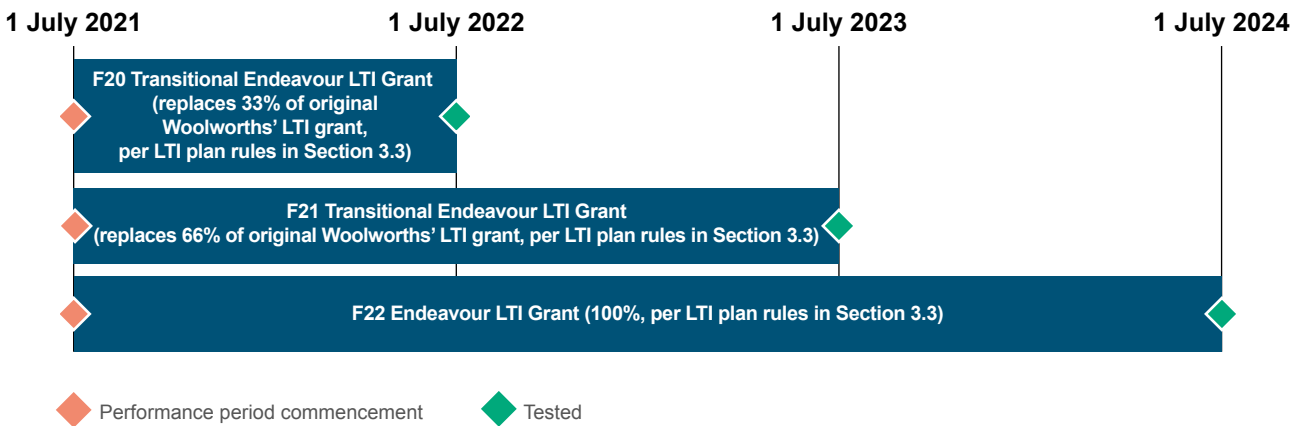 1 July 2021 1 July 2022 1 July 2023 1 July 2024
F20 Transitional Endeavour LTI Grant
(replaces 33% of original
Woolworths’ LTI grant,
per LTI plan rules in Section 3.3)
F21 Transitional Endeavour LTI Grant
(replaces 66% of original Woolworths’ LTI grant, per LTI plan rules in Section 3.3)
F22 Endeavour LTI Grant (100%, per LTI plan rules in Section 3.3)
Performance period commencement Tested